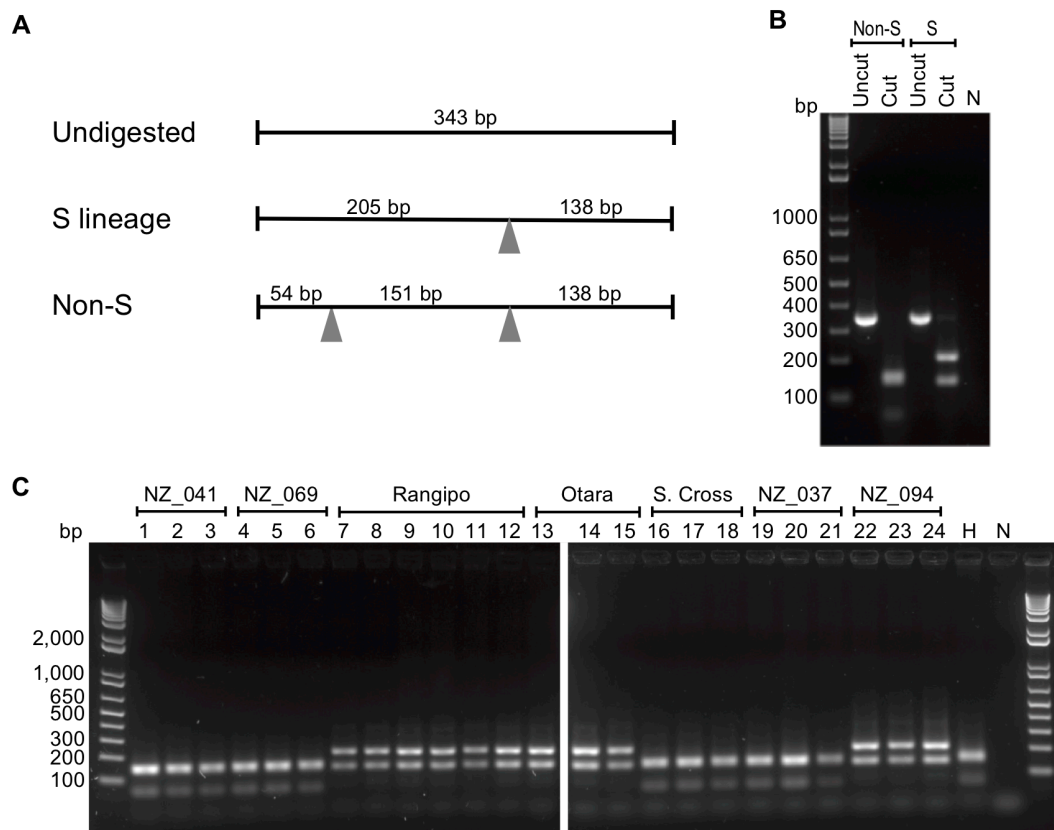 A
343 bp
Undigested
205 bp 138 bp
S lineage
54 bp 151 bp 138 bp
Non-S
B
Non-S S
Uncut Cut Uncut Cut N
bp
1000
650
500
400
300
200
100
C
NZ_041 NZ_069 Rangipo Otara S. Cross NZ_037 NZ_094
bp 1 2 3 4 5 6 7 8 9 10 11 12 13 14 15 16 17 18 19 20 21 22 23 24 H N
2,000
1,000
650
500
300
200
100